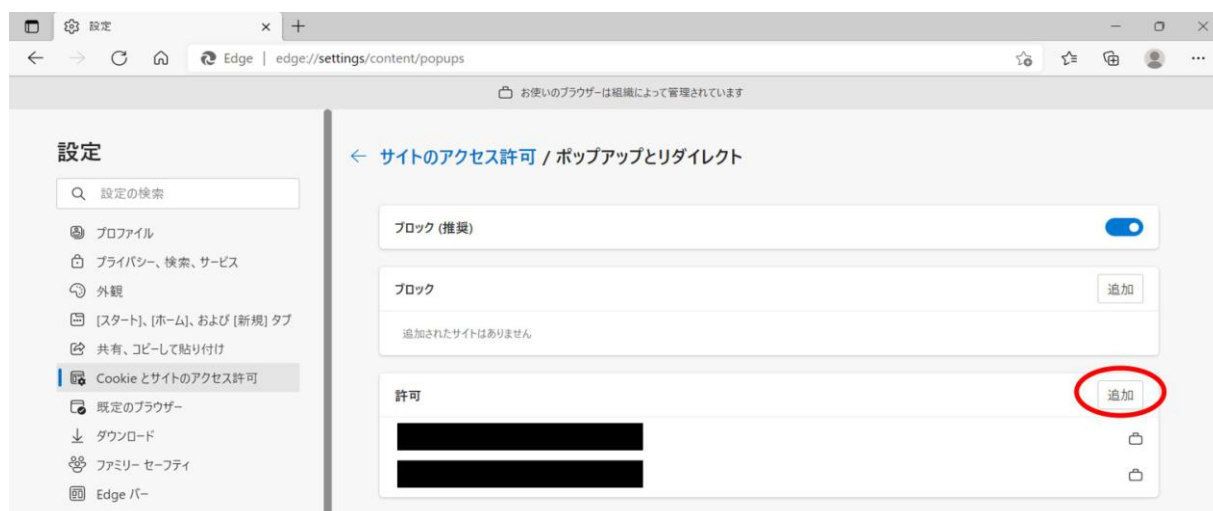 設定
Edge | edge://settings/content/popups
お使いのブラウザーは組織によって管理されています
設定
設定の検索
プロファイル
プライバシー、検索、サービス
外観
[スタート]、[ホーム]、および [新規] タブ
共有、コピーして貼り付け
Cookie とサイトのアクセス許可
既定のブラウザー
ダウンロード
ファミリー セーフティ
Edge バー
サイトのアクセス許可 / ポップアップとリダイレクト
ブロック (推奨)
ブロック
追加
追加されたサイトはありません
許可
追加